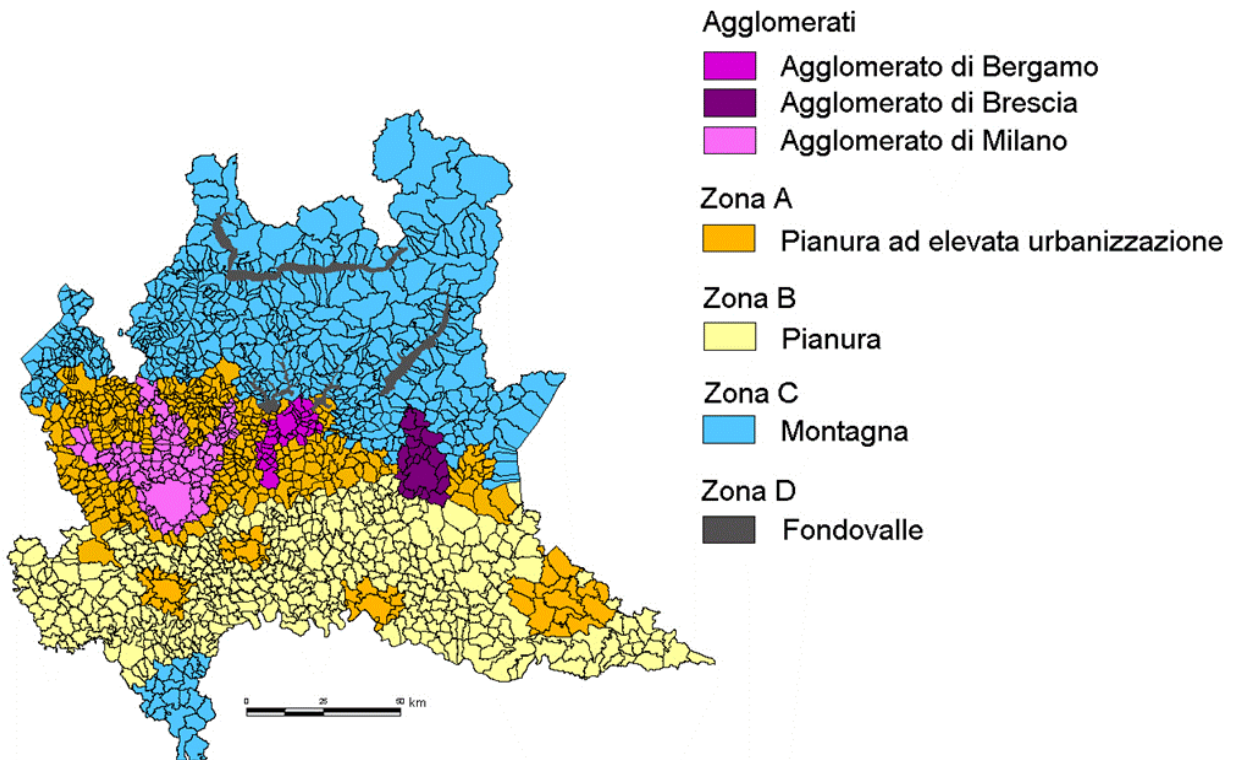 Agglomerati
Agglomerato di Bergamo
Agglomerato di Brescia
Agglomerato di Milano
Zona A
Pianura ad elevata urbanizzazione
Zona B
Pianura
Zona C
Montagna
Zona D
Fondovalle
0 25 50 km